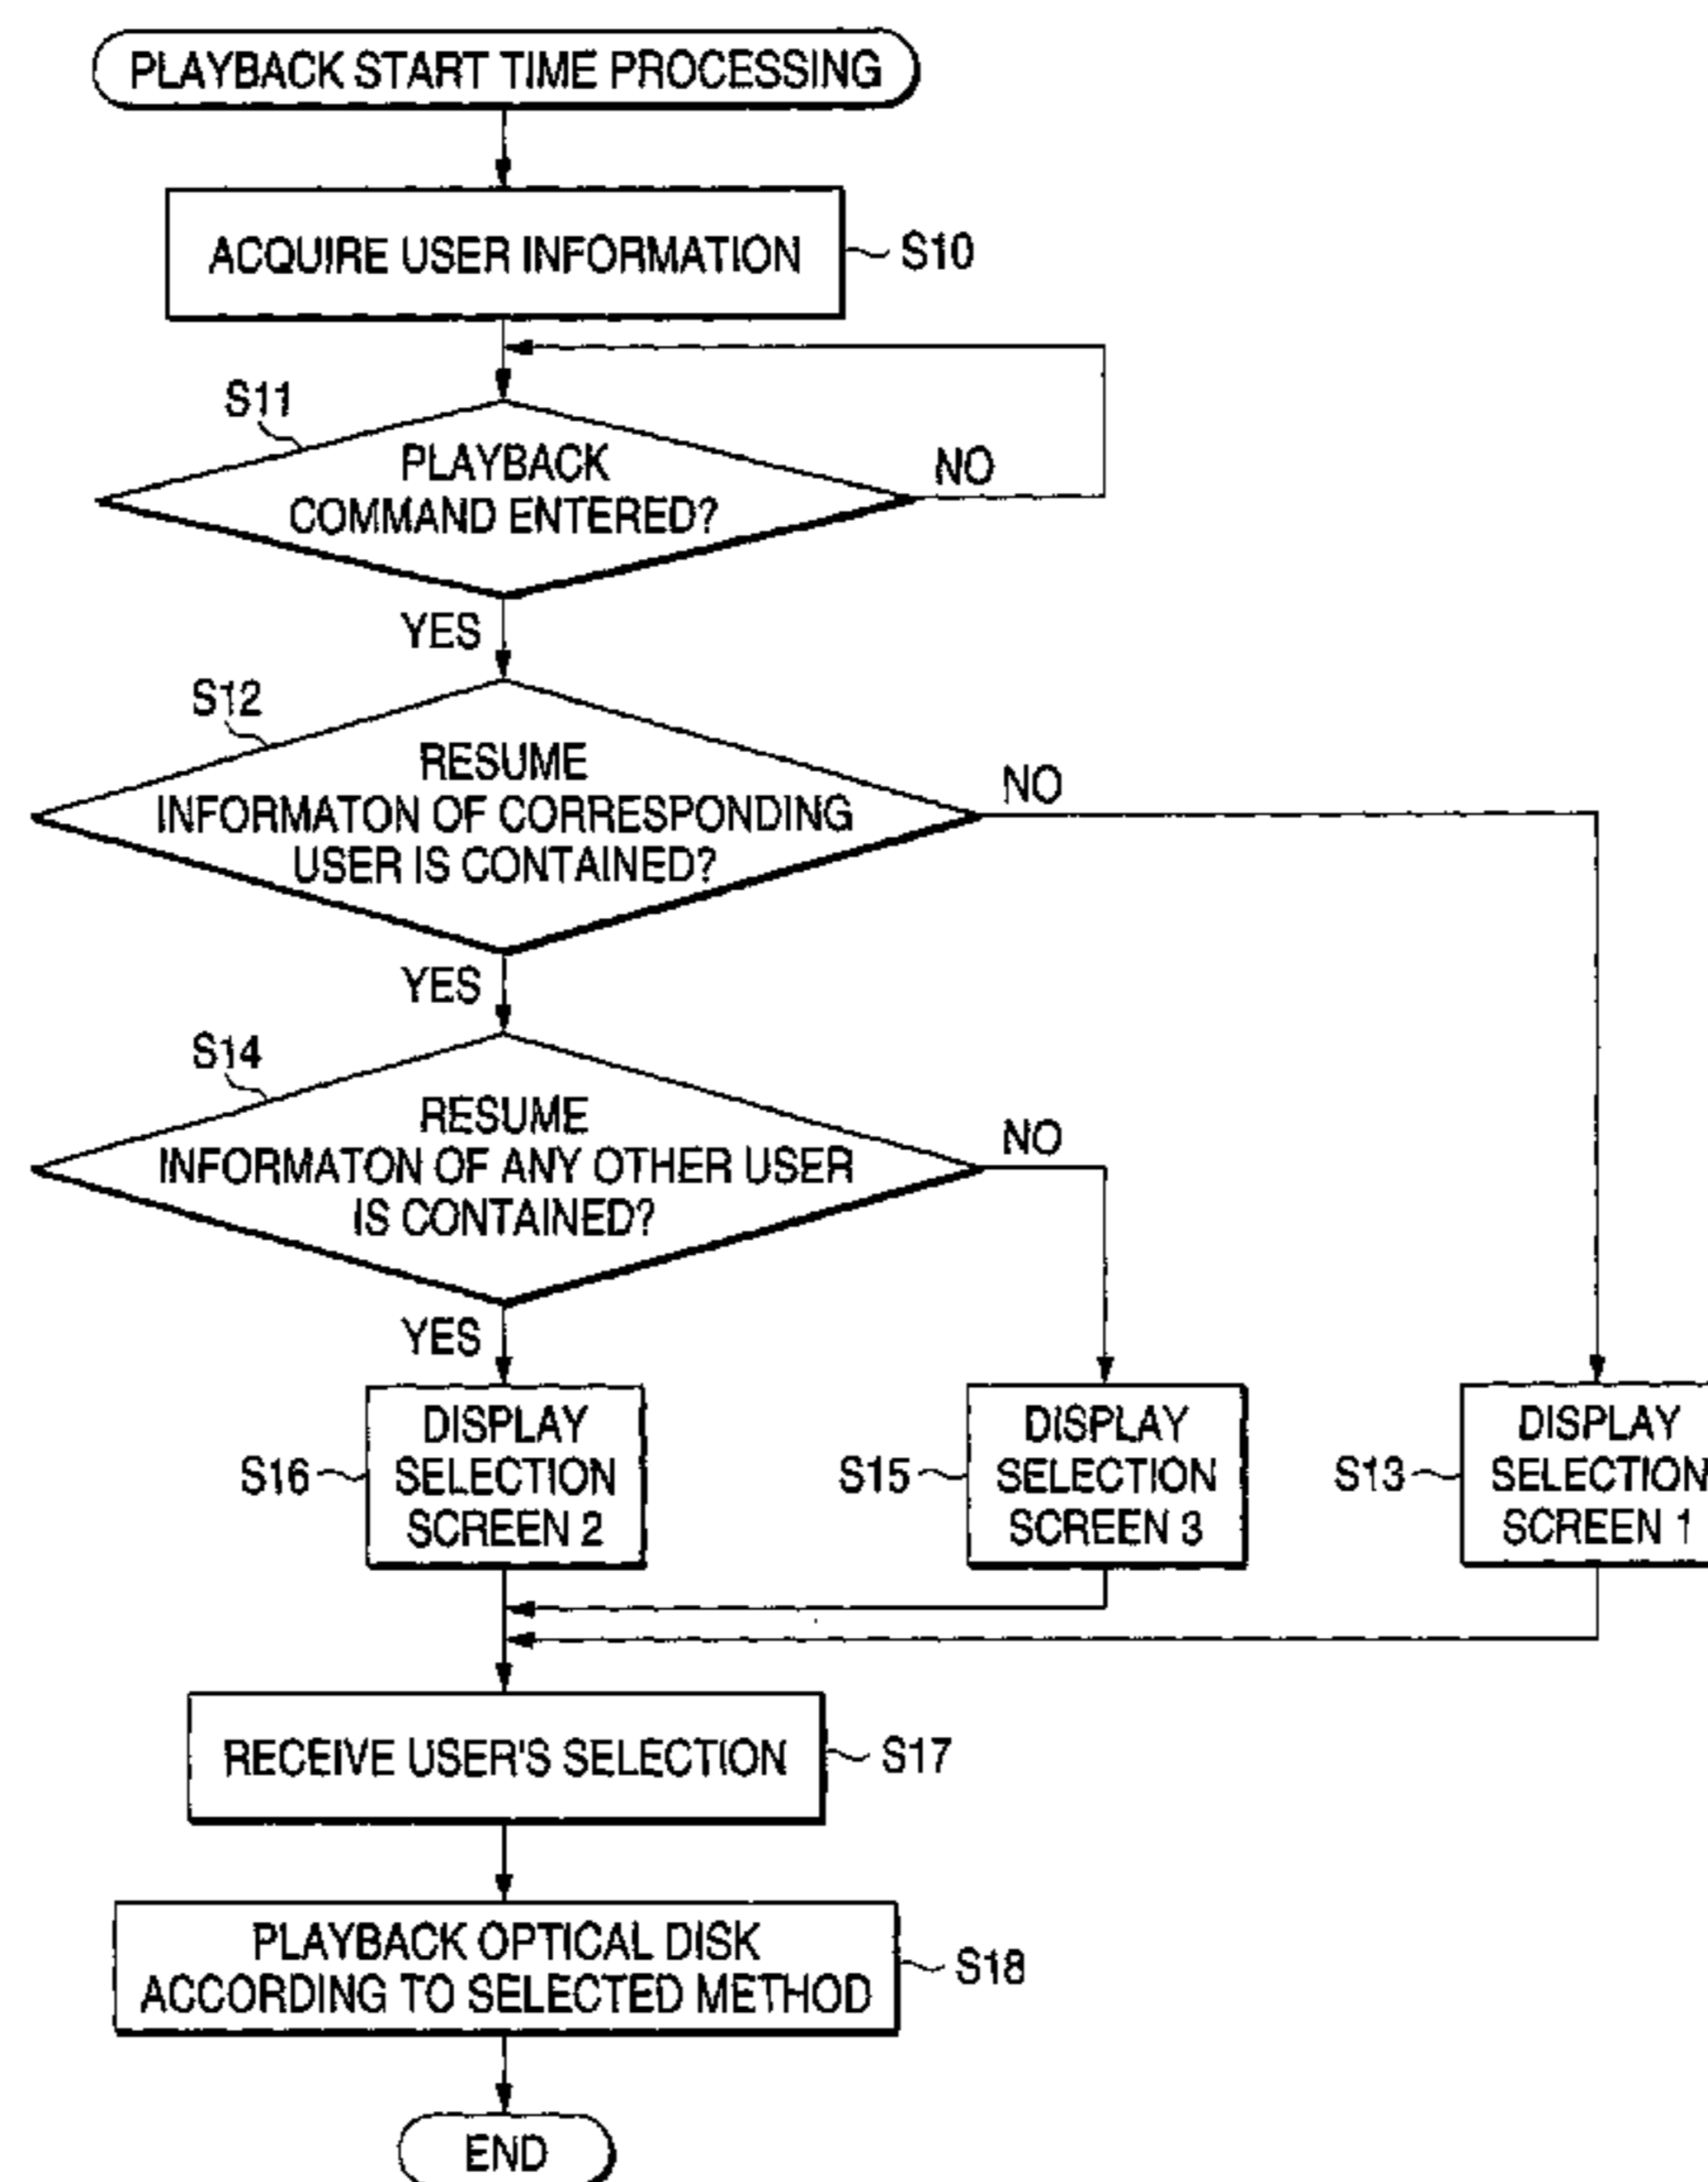 PLAYBACK START TIME PROCESSING
ACQUIRE USER INFORMATION
S10
S11
PLAYBACK
COMMAND ENTERED?
NO
YES
S12
RESUME
INFORMATON OF CORRESPONDING
USER IS CONTAINED?
NO
YES
S14
RESUME
INFORMATON OF ANY OTHER USER
IS CONTAINED?
NO
YES
S16
DISPLAY
SELECTION
SCREEN 2
S15
DISPLAY
SELECTION
SCREEN 3
S13
DISPLAY
SELECTION
SCREEN 1
RECEIVE USER'S SELECTION
S17
PLAYBACK OPTICAL DISK
ACCORDING TO SELECTED METHOD
S18
END